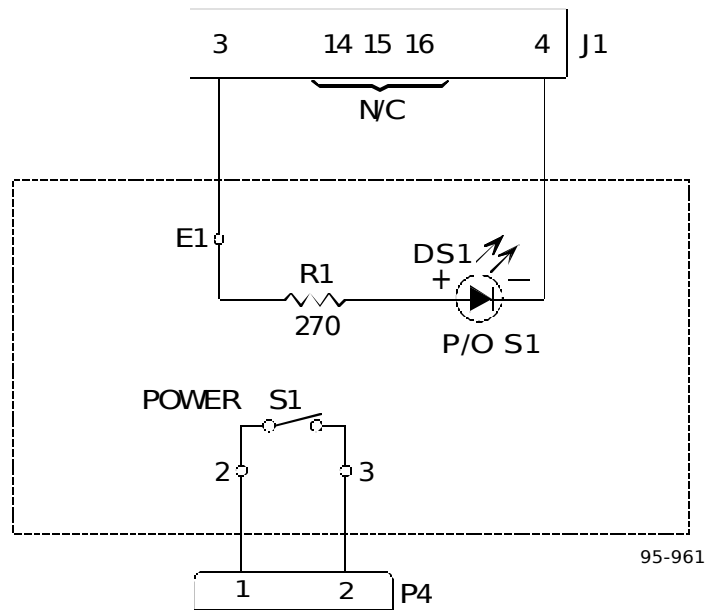 3 14 15 16 4 J1
N/C
E1
DS1
R1
+ —
270
P/O S1
POWER S1
2 3
95-961
1 2 P4